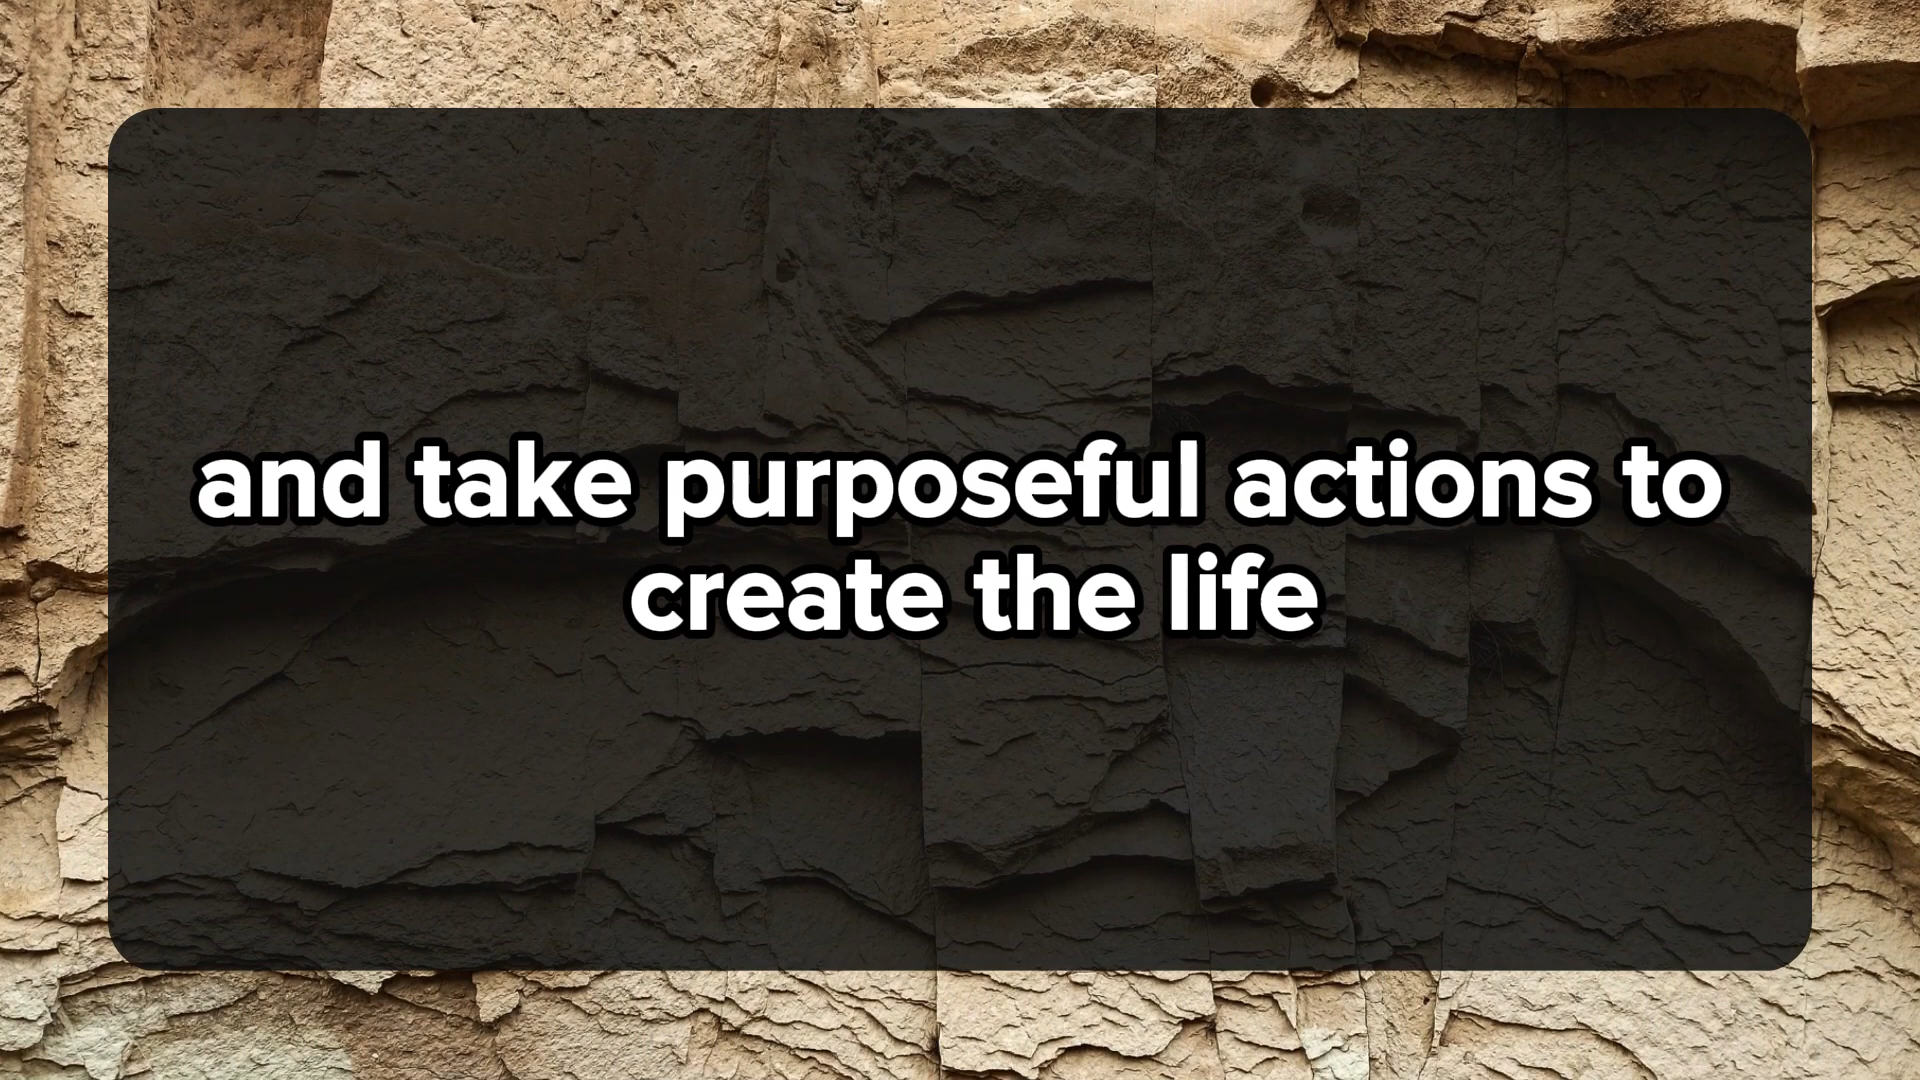 and take purposeful actions to
create the life